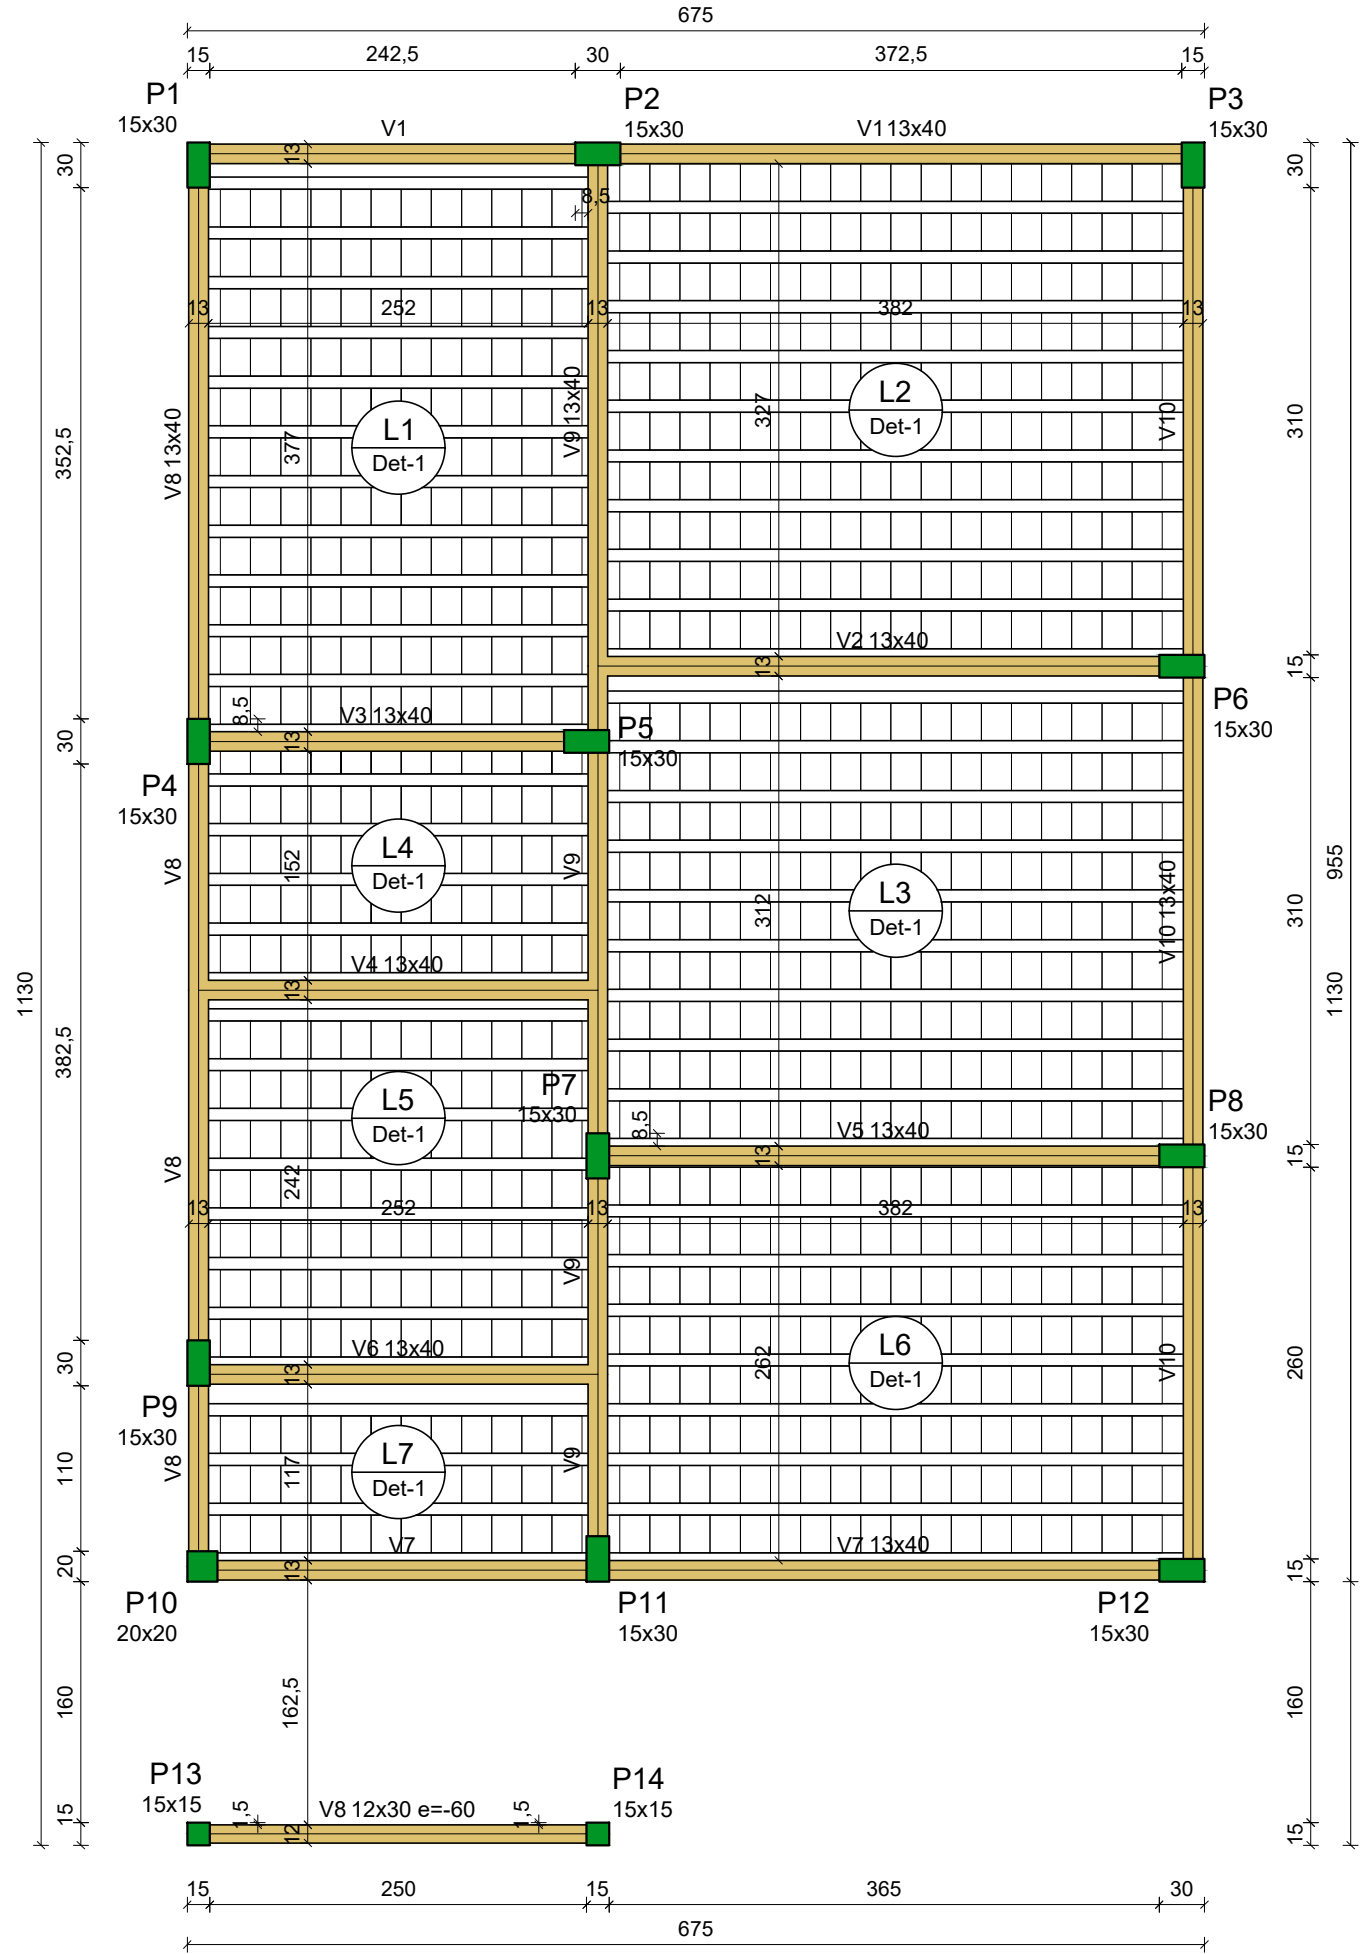 675
15
242,5
30
372,5
15
P1
15x30
P2
15x30
P3
15x30
V1
V1 13x40
13
30
30
8,5
13
252
13
382
13
352,5
V8 13x40
377
L1
Det-1
V9 13x40
327
L2
Det-1
V10
310
V2 13x40
13
15
P6
15x30
8,5
V3 13x40
13
P5
15x30
30
P4
15x30
V8
152
L4
Det-1
V9
312
L3
Det-1
V10 13x40
310
955
1130
1130
V4 13x40
13
382,5
L5
Det-1
P7
15x30
8,5
V5 13x40
13
P8
15x30
15
V8
242
13
252
13
382
13
V9
V6 13x40
13
30
P9
15x30
V8
110
117
L7
Det-1
V9
262
L6
Det-1
V10
260
V7
13
V7 13x40
20
15
P10
20x20
P11
15x30
P12
15x30
160
162,5
160
P13
15x15
1,5
V8 12x30 e=-60
12
1,5
P14
15x15
15
15
15
250
15
365
30
675